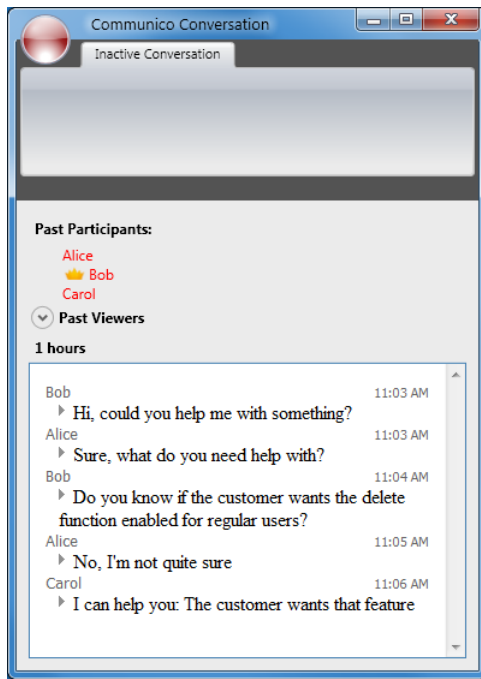 Communico Conversation
Inactive Conversation
Past Participants:
Alice
Bob
Carol
Past Viewers
1 hours
Bob 11:03 AM
Hi, could you help me with something?
Alice 11:03 AM
Sure, what do you need help with?
Bob 11:04 AM
Do you know if the customer wants the delete
function enabled for regular users?
Alice 11:05 AM
No, I'm not quite sure
Carol 11:06 AM
I can help you: The customer wants that feature